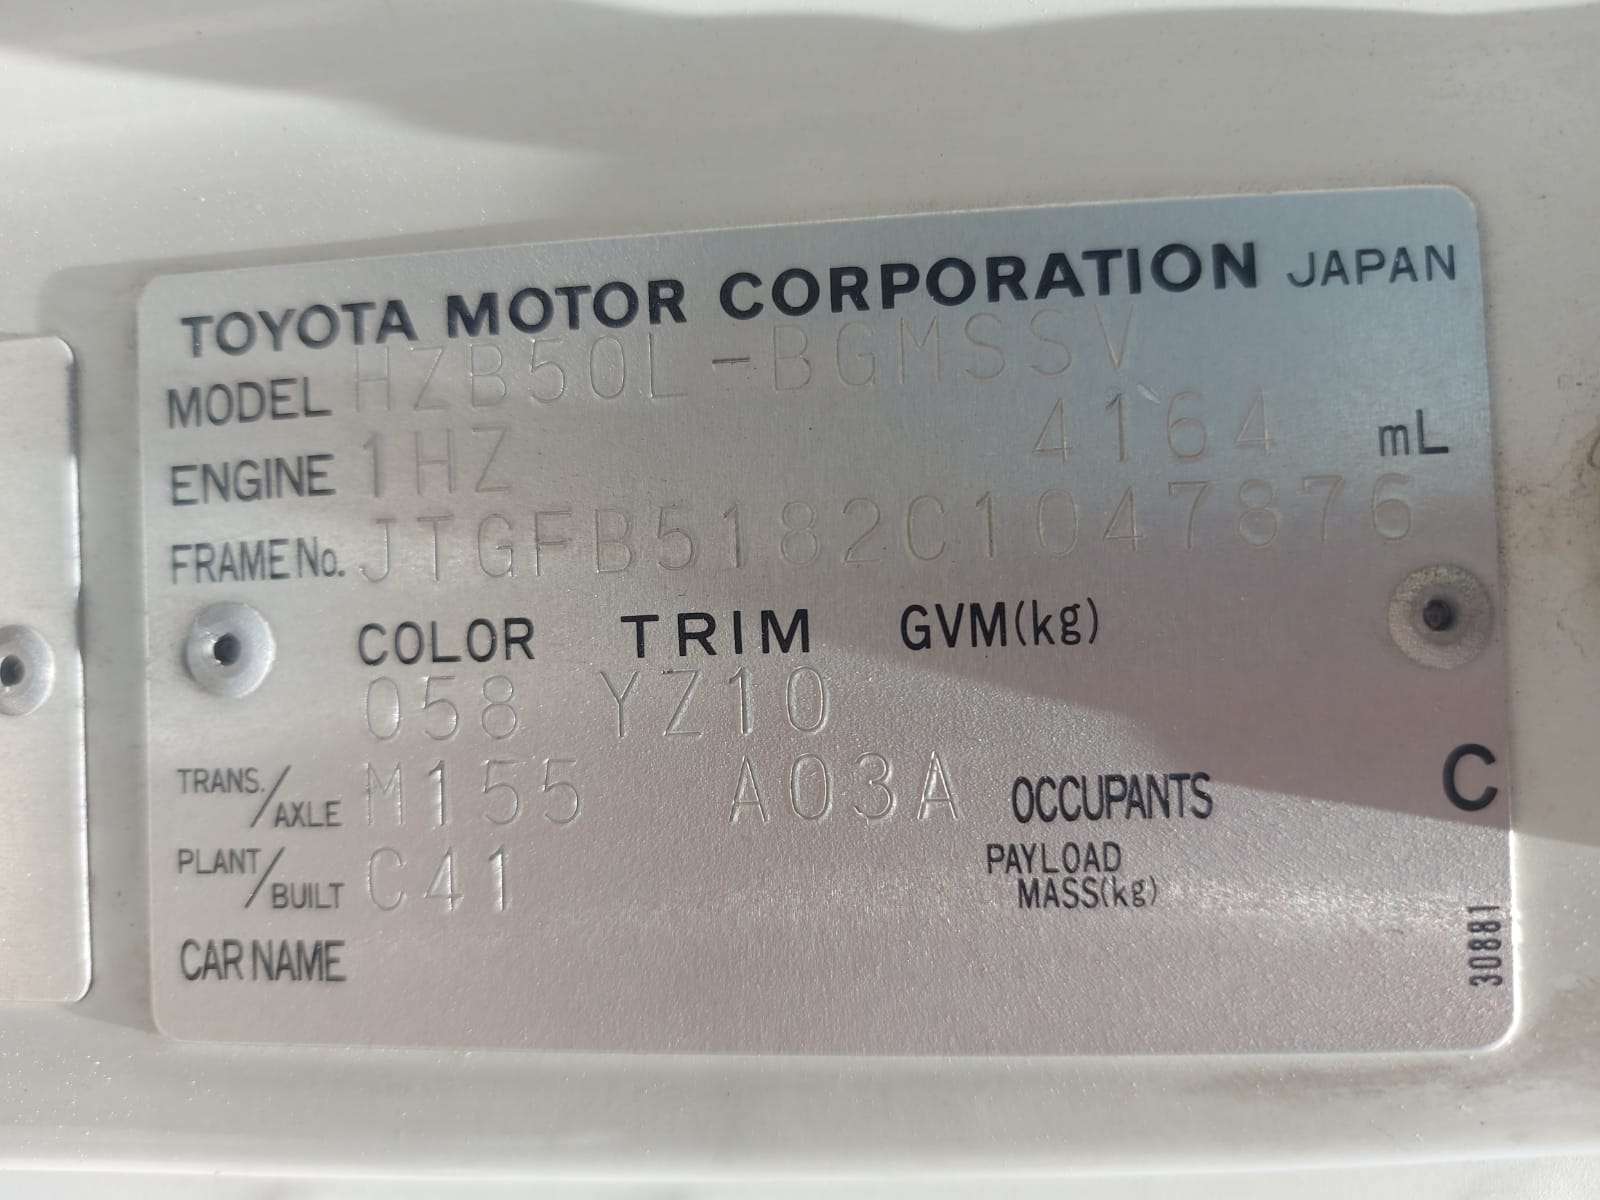 TOYOTA MOTOR CORPORATION JAPAN
MODEL HZB50L-BGMSSV
ENGINE 1HZ 4164 mL
FRAME No. JTGFB5182C1047876
COLOR TRIM GVM(kg)
058 YZ10
TRANS./AXLE M155 A03A OCCUPANTS C
PLANT/BUILT C41 PAYLOAD MASS(kg)
CAR NAME
30881